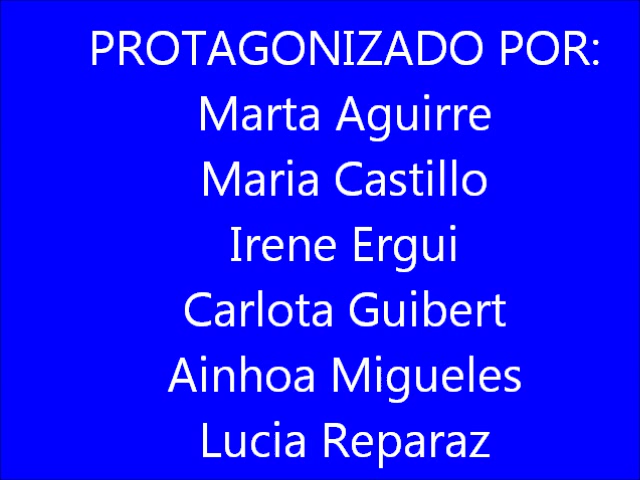 PROTAGONIZADO POR:
Marta Aguirre
Maria Castillo
Irene Ergui
Carlota Guibert
Ainhoa Migueles
Lucia Reparaz